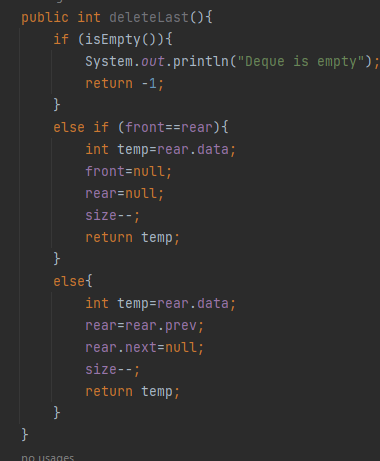 public int deleteLast(){
    if (isEmpty()){
        System.out.println("Deque is empty");
        return -1;
    }
    else if (front==rear){
        int temp=rear.data;
        front=null;
        rear=null;
        size--;
        return temp;
    }
    else{
        int temp=rear.data;
        rear=rear.prev;
        rear.next=null;
        size--;
        return temp;
    }
}
no usages